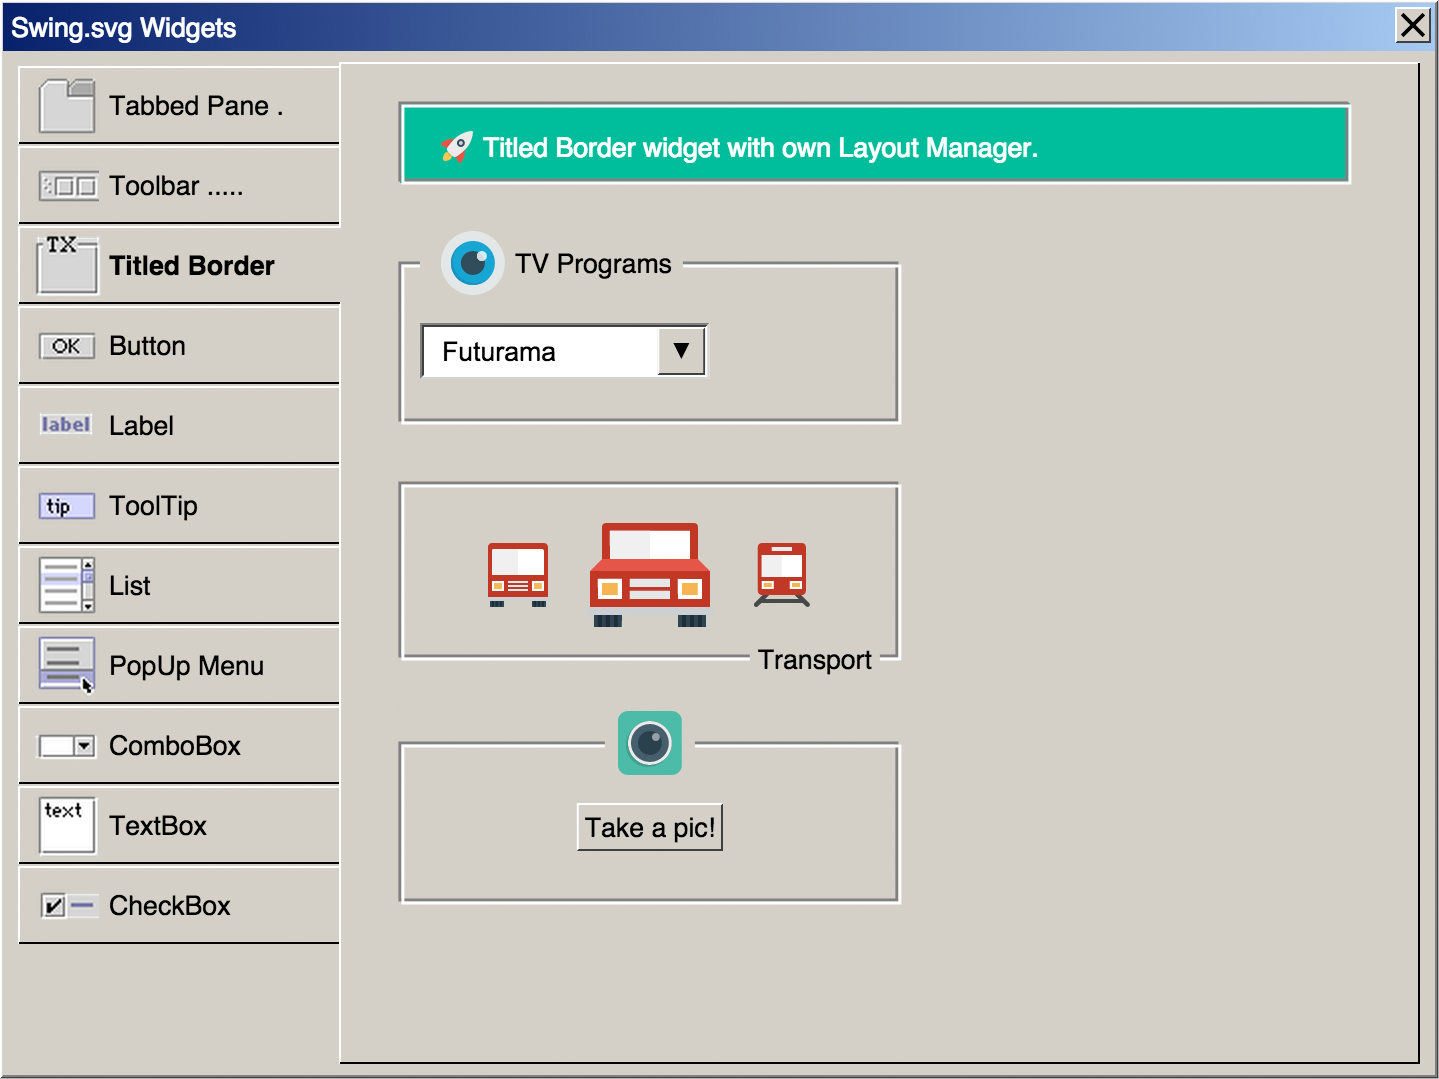 Swing.svg Widgets
Tabbed Pane .
Toolbar .....
TX
Titled Border
OK
Button
label
Label
tip
ToolTip
List
PopUp Menu
ComboBox
text
TextBox
CheckBox
Titled Border widget with own Layout Manager.
TV Programs
Futurama
Transport
Take a pic!